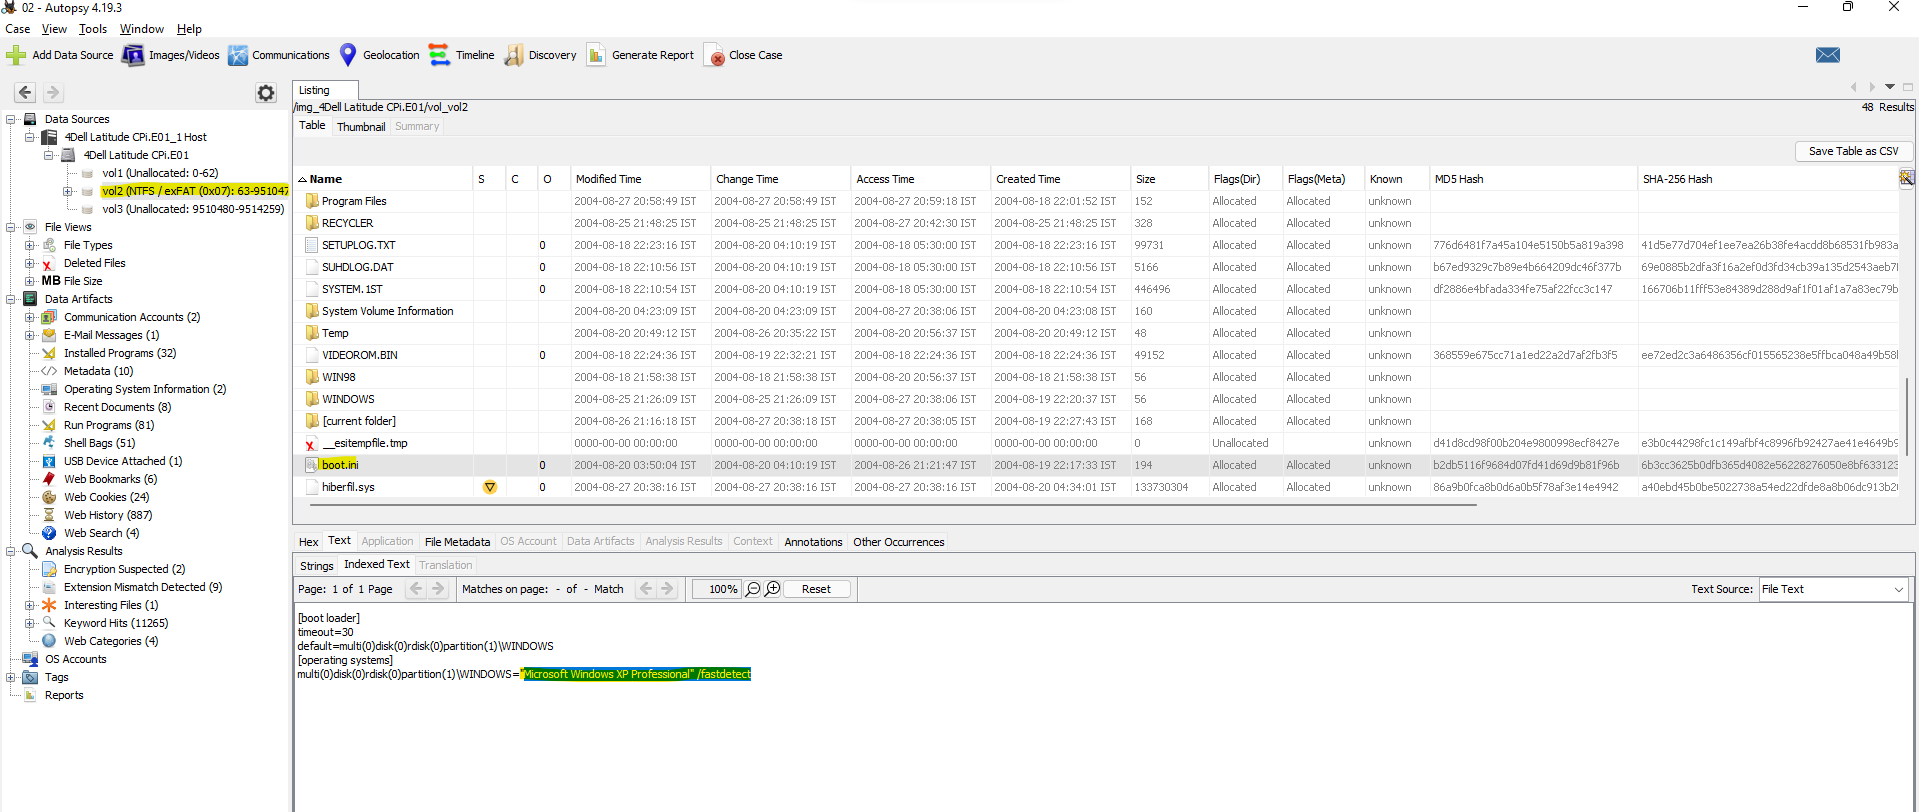 02 - Autopsy 4.19.3
Case View Tools Window Help
Add Data Source Images/Videos Communications Geolocation Timeline Discovery Generate Report Close Case
Data Sources
4Dell Latitude CPi.E01_1 Host
4Dell Latitude CPi.E01
vol1 (Unallocated: 0-62)
vol2 (NTFS / exFAT (0x07): 63-951047
vol3 (Unallocated: 9510480-9514259)
File Views
File Types
Deleted Files
MB File Size
Data Artifacts
Communication Accounts (2)
E-Mail Messages (1)
Installed Programs (32)
Metadata (10)
Operating System Information (2)
Recent Documents (8)
Run Programs (81)
Shell Bags (51)
USB Device Attached (1)
Web Bookmarks (6)
Web Cookies (24)
Web History (887)
Web Search (4)
Analysis Results
Encryption Suspected (2)
Extension Mismatch Detected (9)
Interesting Files (1)
Keyword Hits (11265)
Web Categories (4)
OS Accounts
Tags
Reports
Listing
/img_4Dell Latitude CPi.E01/vol_vol2
48 Results
Table Thumbnail Summary
Save Table as CSV
Name S C O Modified Time Change Time Access Time Created Time Size Flags(Dir) Flags(Meta) Known MD5 Hash SHA-256 Hash
Program Files 2004-08-27 20:58:49 IST 2004-08-27 20:58:49 IST 2004-08-27 20:59:18 IST 2004-08-18 22:01:52 IST 152 Allocated Allocated unknown
RECYCLER 2004-08-25 21:48:25 IST 2004-08-25 21:48:25 IST 2004-08-27 20:42:30 IST 2004-08-25 21:48:25 IST 328 Allocated Allocated unknown
SETUPLOG.TXT 0 2004-08-18 22:23:16 IST 2004-08-20 04:10:19 IST 2004-08-18 05:30:00 IST 2004-08-18 22:23:16 IST 99731 Allocated Allocated unknown 776d6481f7a45a104e5150b5a819a398 41d5e77d704ef1ee7ea26b38fe4acdd8b68531fb983a
SUHDLOG.DAT 0 2004-08-18 22:10:56 IST 2004-08-20 04:10:19 IST 2004-08-18 05:30:00 IST 2004-08-18 22:10:56 IST 5166 Allocated Allocated unknown b67ed9329c7b89e4b664209dc46f377b 69e0885b2dfa3f16a2ef0d3fd34cb39a135d2543aeb7
SYSTEM.1ST 0 2004-08-18 22:10:54 IST 2004-08-20 04:10:19 IST 2004-08-18 05:30:00 IST 2004-08-18 22:10:54 IST 446496 Allocated Allocated unknown df2886e4bfada334fe75af22fcc3c147 166706b11fff53e84389d288d9af1f01af1a7a83ec79b
System Volume Information 2004-08-20 04:23:09 IST 2004-08-20 04:23:09 IST 2004-08-27 20:38:06 IST 2004-08-20 04:23:08 IST 160 Allocated Allocated unknown
Temp 2004-08-20 20:49:12 IST 2004-08-26 20:35:22 IST 2004-08-27 20:56:37 IST 2004-08-20 20:49:12 IST 48 Allocated Allocated unknown
VIDEOROM.BIN 0 2004-08-18 22:24:36 IST 2004-08-19 22:32:21 IST 2004-08-18 22:24:36 IST 2004-08-18 22:24:36 IST 49152 Allocated Allocated unknown 368559e675cc71a1ed22a2d7af2fb3f5 ee72ed2c3a6486356cf015565238e5ffbca048a49b58
WIN98 2004-08-18 21:58:38 IST 2004-08-18 21:58:38 IST 2004-08-20 20:56:37 IST 2004-08-18 21:58:38 IST 56 Allocated Allocated unknown
WINDOWS 2004-08-25 21:26:09 IST 2004-08-25 21:26:09 IST 2004-08-27 20:38:06 IST 2004-08-19 22:20:37 IST 56 Allocated Allocated unknown
[current folder] 2004-08-26 21:16:18 IST 2004-08-27 20:38:18 IST 2004-08-27 20:38:05 IST 2004-08-19 22:27:43 IST 168 Allocated Allocated unknown
__esitempfile.tmp 0000-00-00 00:00:00 0000-00-00 00:00:00 0000-00-00 00:00:00 0000-00-00 00:00:00 0 Unallocated unknown d41d8cd98f00b204e9800998ecf8427e e3b0c44298fc1c149afbf4c8996fb92427ae41e4649b9
boot.ini 0 2004-08-20 03:50:04 IST 2004-08-20 04:10:19 IST 2004-08-26 21:21:47 IST 2004-08-19 22:17:33 IST 194 Allocated Allocated unknown b2db5116f9684d07fd41d69d9b81f96b 6b3cc3625b0dfb365d4082e56228276050e8bf633123
hiberfil.sys 0 2004-08-27 20:38:16 IST 2004-08-27 20:38:16 IST 2004-08-27 20:38:16 IST 2004-08-20 04:34:01 IST 133730304 Allocated Allocated unknown 86a9b0fca8b0d6a0b5f78af3e14e4942 a40ebd45b0be5022738a54ed22dfde8a8b06dc913b2
Hex Text Application File Metadata OS Account Data Artifacts Analysis Results Context Annotations Other Occurrences
Strings Indexed Text Translation
Page: 1 of 1 Page Matches on page: - of - Match 100% Reset Text Source: File Text
[boot loader]
timeout=30
default=multi(0)disk(0)rdisk(0)partition(1)\WINDOWS
[operating systems]
multi(0)disk(0)rdisk(0)partition(1)\WINDOWS="Microsoft Windows XP Professional" /fastdetect